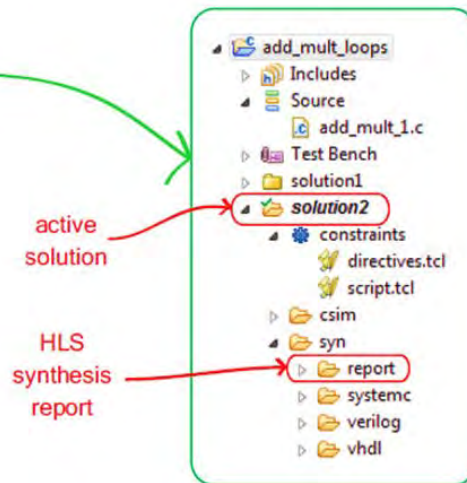 add_mult_loops
Includes
Source
add_mult_1.c
Test Bench
solution1
solution2
constraints
directives.tcl
script.tcl
csim
syn
report
systemc
verilog
vhdl
active
solution
HLS
synthesis
report